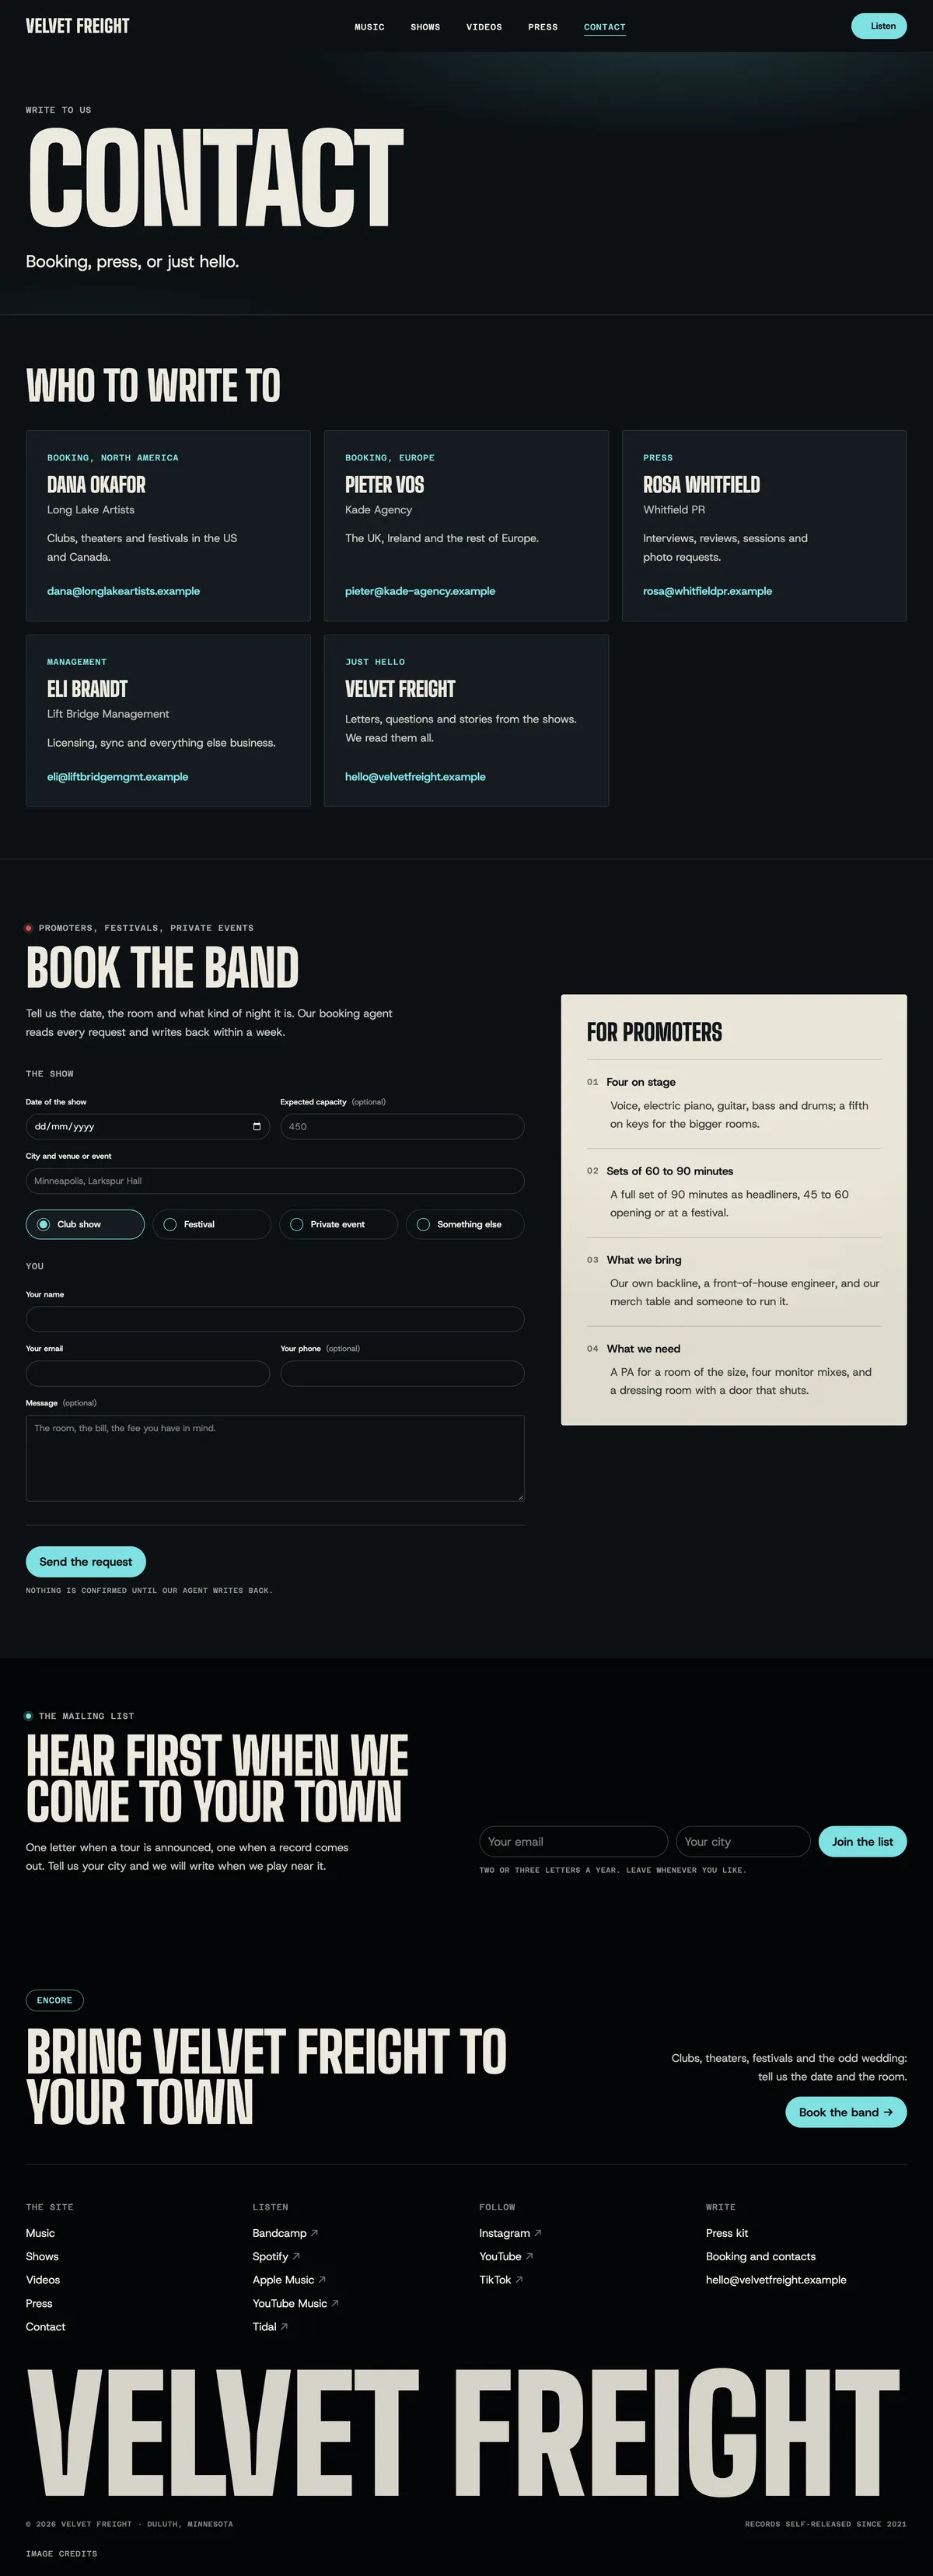 VELVET FREIGHT
MUSIC
SHOWS
VIDEOS
PRESS
CONTACT
Listen
WRITE TO US
CONTACT
Booking, press, or just hello.
WHO TO WRITE TO
BOOKING, NORTH AMERICA
DANA OKAFOR
Long Lake Artists
Clubs, theaters and festivals in the US
and Canada.
dana@longlakeartists.example
BOOKING, EUROPE
PIETER VOS
Kade Agency
The UK, Ireland and the rest of Europe.
pieter@kade-agency.example
PRESS
ROSA WHITFIELD
Whitfield PR
Interviews, reviews, sessions and
photo requests.
rosa@whitfieldpr.example
MANAGEMENT
ELI BRANDT
Lift Bridge Management
Licensing, sync and everything else business.
eli@liftbridgemgmt.example
JUST HELLO
VELVET FREIGHT
Letters, questions and stories from the shows.
We read them all.
hello@velvetfreight.example
PROMOTERS, FESTIVALS, PRIVATE EVENTS
BOOK THE BAND
Tell us the date, the room and what kind of night it is. Our booking agent
reads every request and writes back within a week.
THE SHOW
Date of the show
dd/mm/yyyy
Expected capacity (optional)
450
City and venue or event
Minneapolis, Larkspur Hall
Club show
Festival
Private event
Something else
YOU
Your name
Your email
Your phone (optional)
Message (optional)
The room, the bill, the fee you have in mind.
Send the request
NOTHING IS CONFIRMED UNTIL OUR AGENT WRITES BACK.
FOR PROMOTERS
01 Four on stage
Voice, electric piano, guitar, bass and drums; a fifth
on keys for the bigger rooms.
02 Sets of 60 to 90 minutes
A full set of 90 minutes as headliners, 45 to 60
opening or at a festival.
03 What we bring
Our own backline, a front-of-house engineer, and our
merch table and someone to run it.
04 What we need
A PA for a room of the size, four monitor mixes, and
a dressing room with a door that shuts.
THE MAILING LIST
HEAR FIRST WHEN WE
COME TO YOUR TOWN
One letter when a tour is announced, one when a record comes
out. Tell us your city and we will write when we play near it.
Your email
Your city
Join the list
TWO OR THREE LETTERS A YEAR. LEAVE WHENEVER YOU LIKE.
ENCORE
BRING VELVET FREIGHT TO
YOUR TOWN
Clubs, theaters, festivals and the odd wedding:
tell us the date and the room.
Book the band →
THE SITE
Music
Shows
Videos
Press
Contact
LISTEN
Bandcamp ↗
Spotify ↗
Apple Music ↗
YouTube Music ↗
Tidal ↗
FOLLOW
Instagram ↗
YouTube ↗
TikTok ↗
WRITE
Press kit
Booking and contacts
hello@velvetfreight.example
VELVET FREIGHT
© 2026 VELVET FREIGHT · DULUTH, MINNESOTA
RECORDS SELF-RELEASED SINCE 2021
IMAGE CREDITS